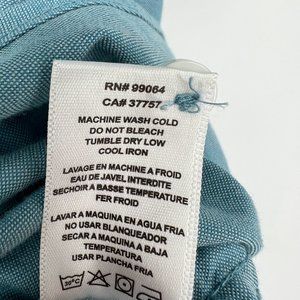 RN# 99064
CA# 37757
MACHINE WASH COLD
DO NOT BLEACH
TUMBLE DRY LOW
COOL IRON
LAVAGE EN MACHINE A FROID
EAU DE JAVEL INTERDITE
SECHOIR A BASSE TEMPERATURE
FER FROID
LAVAR A MAQUINA EN AGUA FRIA
NO USAR BLANQUEADOR
SECAR A MAQUINA A BAJA
TEMPERATURA
USAR PLANCHA FRIA
30°C